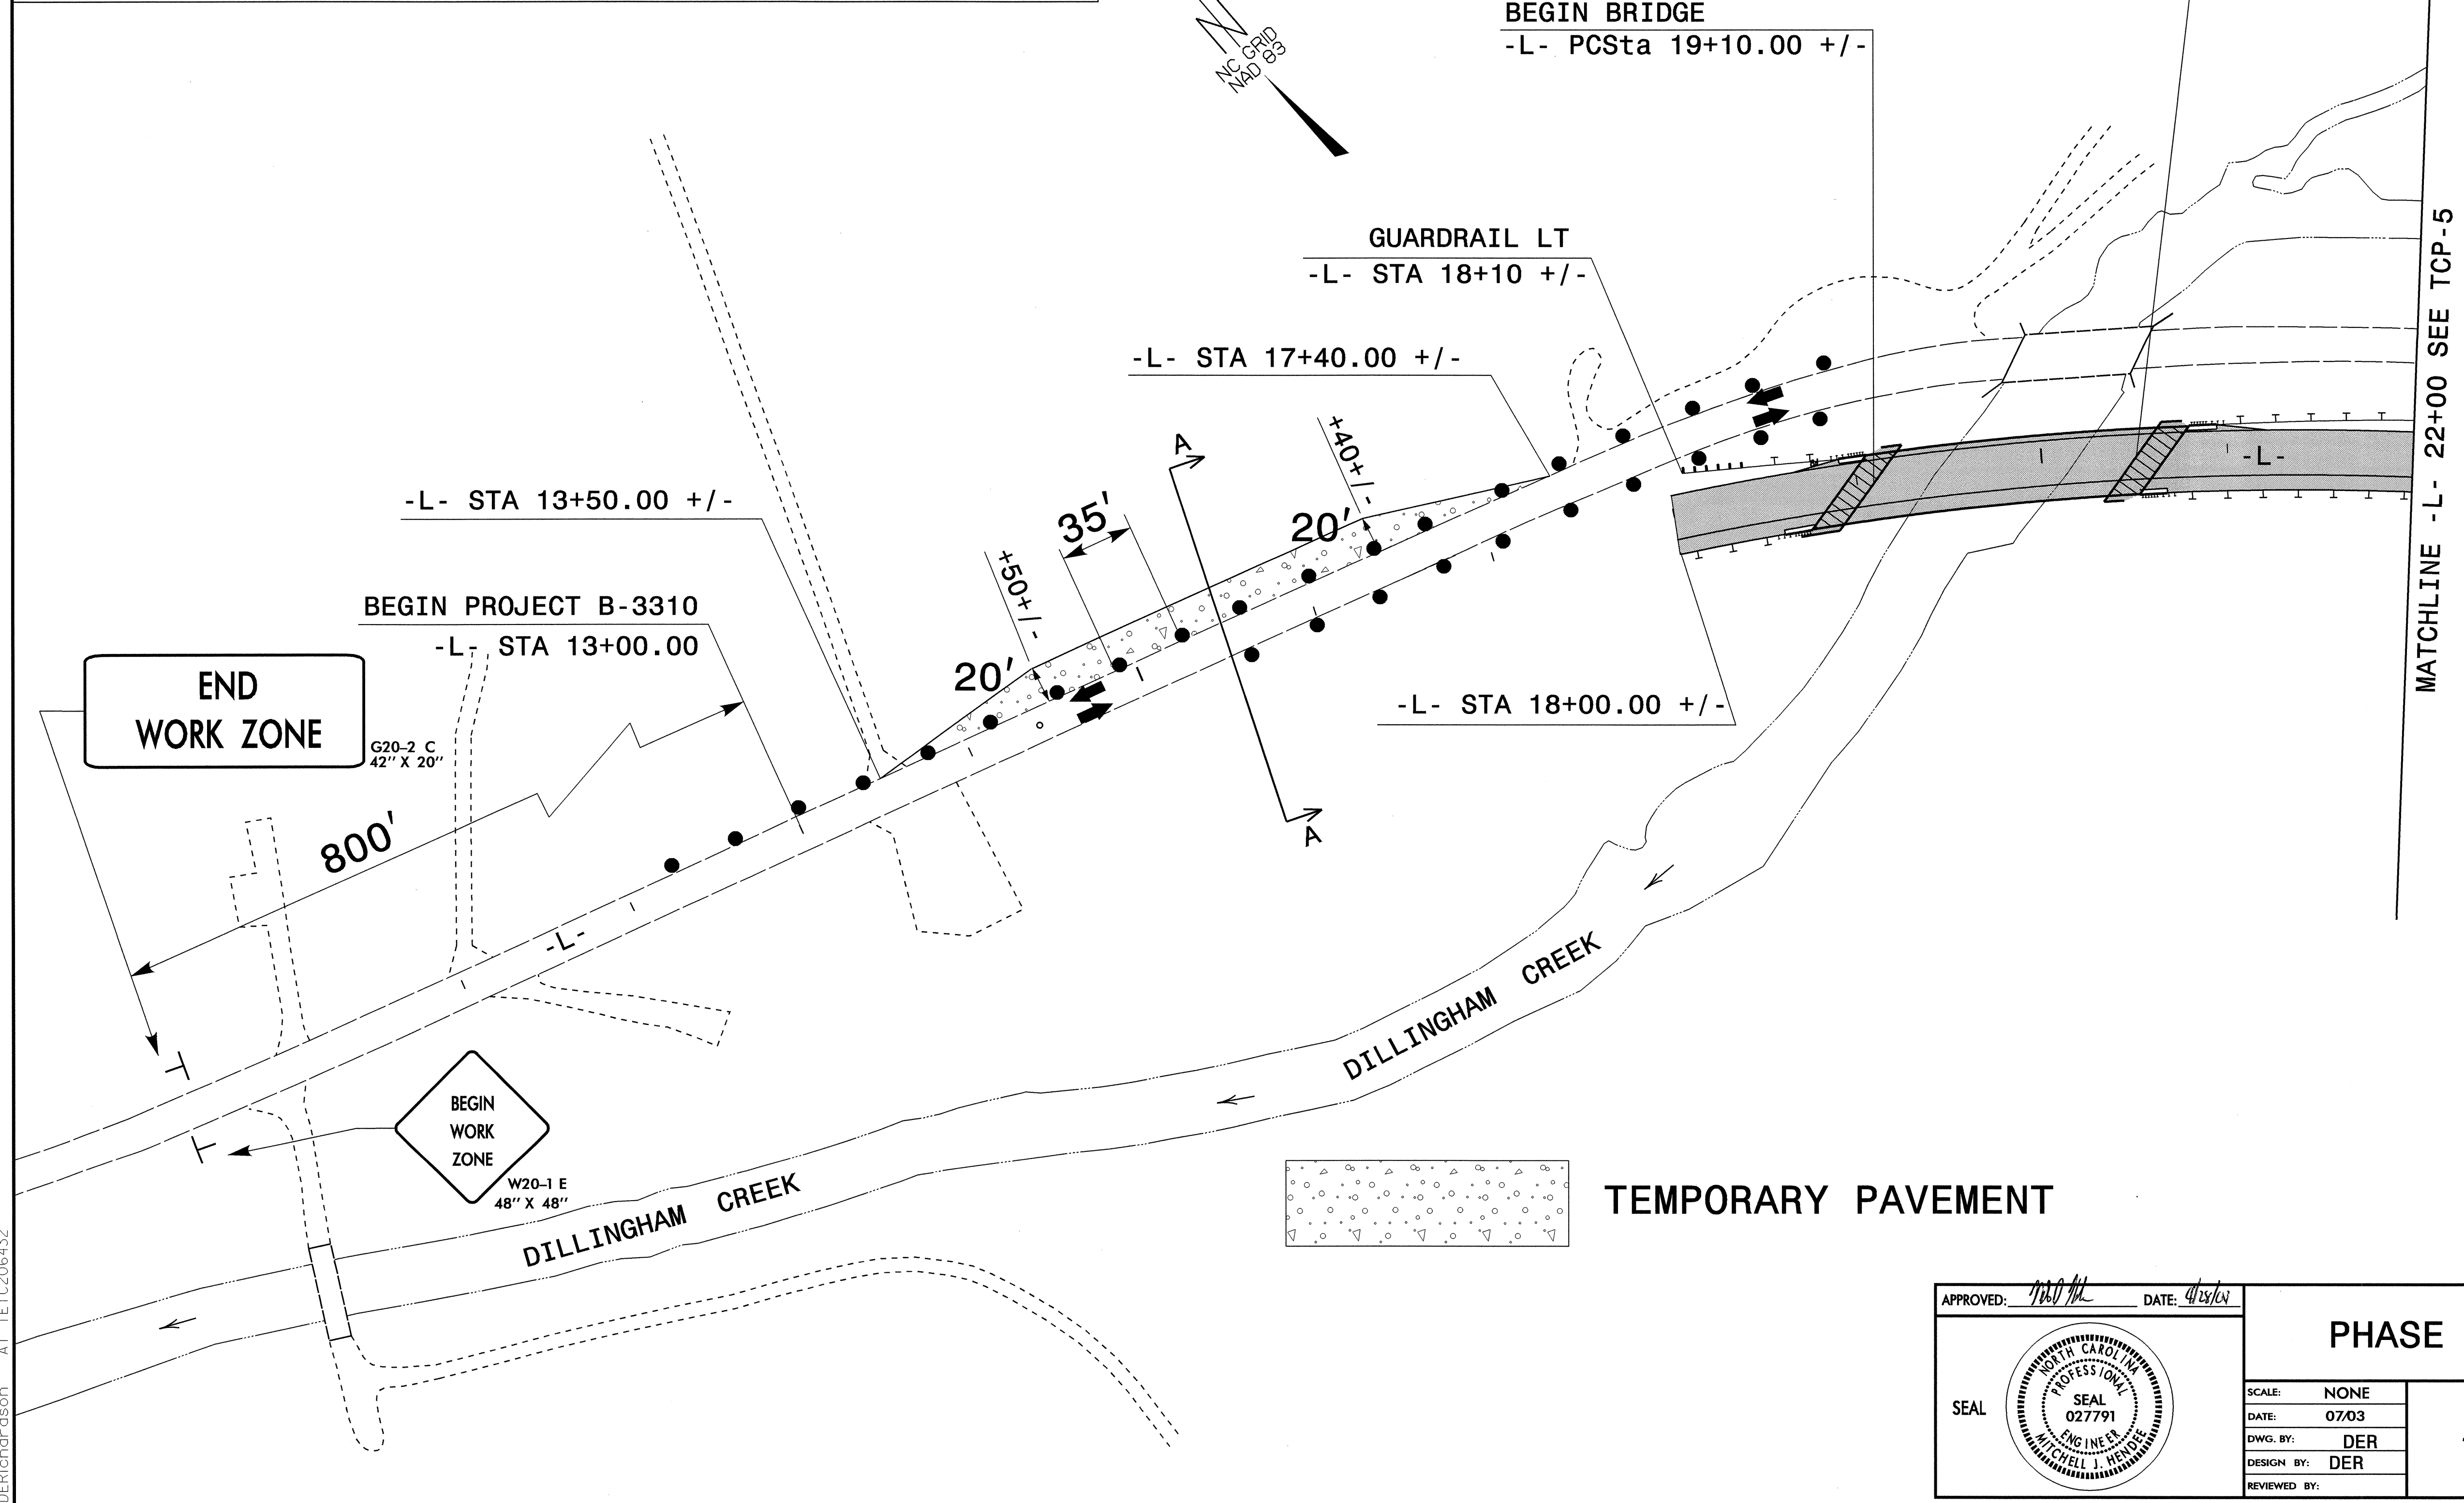 BEGIN BRIDGE
-L- PCSta 19+10.00 +/-
N
NC GRID
NAD 83
GUARDRAIL LT
-L- STA 18+10 +/-
-L- STA 17+40.00 +/-
MATCHLINE -L- 22+00 SEE TCP-5
-L-
A
+40+/-
20'
35'
-L- STA 13+50.00 +/-
+50+/-
20'
BEGIN PROJECT B-3310
-L- STA 13+00.00
END
WORK ZONE
G20-2 C
42" X 20"
-L- STA 18+00.00 +/-
A
800'
-L-
DILLINGHAM CREEK
BEGIN
WORK
ZONE
W20-1 E
48" X 48"
DILLINGHAM CREEK
TEMPORARY PAVEMENT
APPROVED:
DATE: 4/28/04
PHASE
SEAL
NORTH CAROLINA
PROFESSIONAL
SEAL
027791
ENGINEER
MITCHELL J. HENDEE
SCALE: NONE
DATE: 07/03
DWG. BY: DER
DESIGN BY: DER
REVIEWED BY: